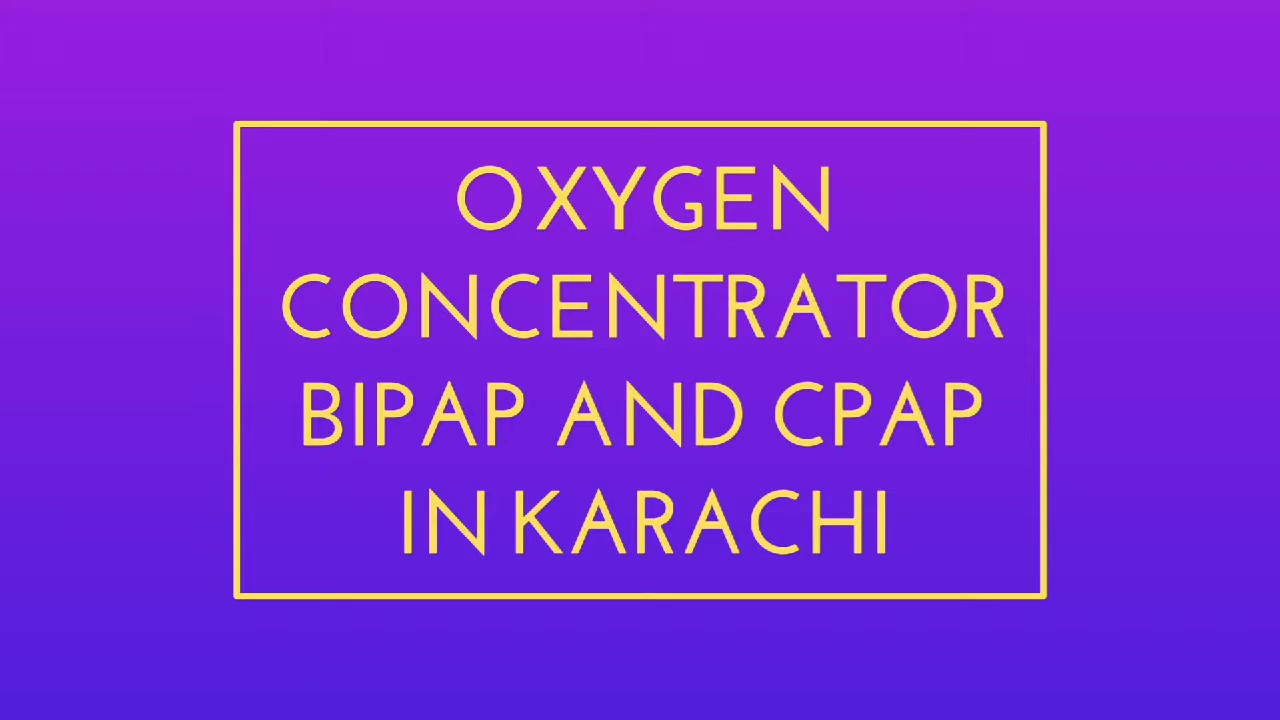 OXYGEN
CONCENTRATOR
BIPAP AND CPAP
IN KARACHI